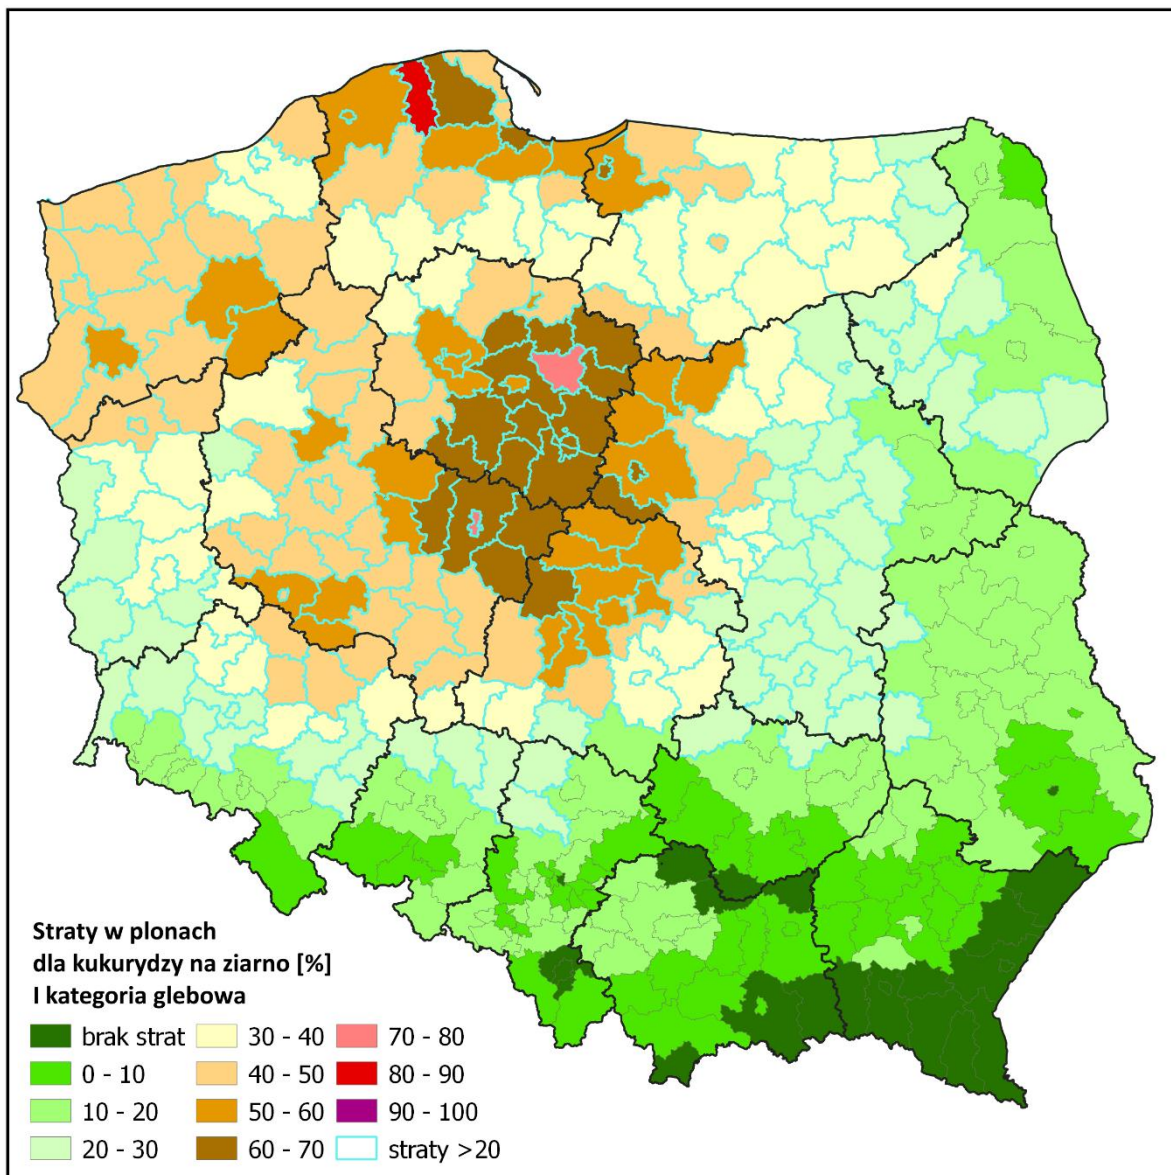 Straty w plonach
dla kukurydzy na ziarno [%]
I kategoria glebowa
brak strat
0 - 10
10 - 20
20 - 30
30 - 40
40 - 50
50 - 60
60 - 70
70 - 80
80 - 90
90 - 100
straty >20